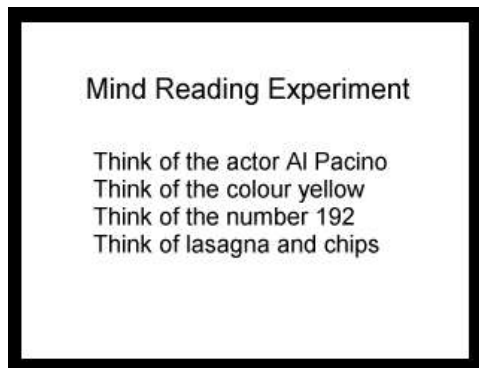 Mind Reading Experiment
Think of the actor Al Pacino
Think of the colour yellow
Think of the number 192
Think of lasagna and chips